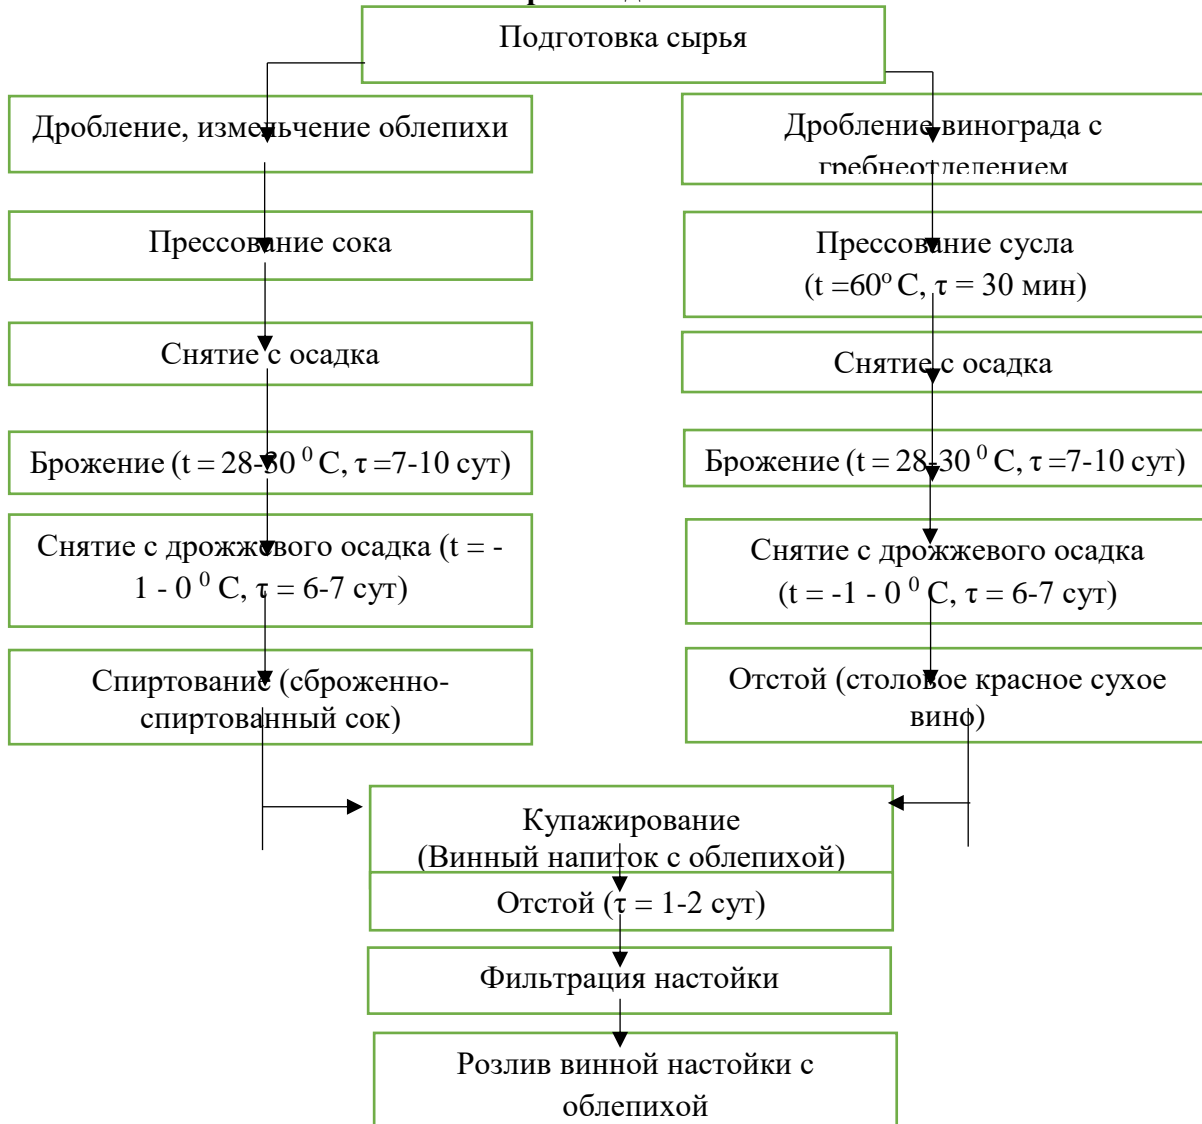 Подготовка сырья
Дробление, измельчение облепихи
Прессование сока
Снятие с осадка
Брожение (t = 28-30 ⁰ C, τ =7-10 сут)
Снятие с дрожжевого осадка (t = -
1 - 0 ⁰ C, τ = 6-7 сут)
Спиртование (сброженно-
спиртованный сок)
Дробление винограда с
гребнеотделением
Прессование сусла
(t =60º C, τ = 30 мин)
Снятие с осадка
Брожение (t = 28-30 ⁰ C, τ =7-10 сут)
Снятие с дрожжевого осадка
(t = -1 - 0 ⁰ C, τ = 6-7 сут)
Отстой (столовое красное сухое
вино)
Купажирование
(Винный напиток с облепихой)
Отстой (τ = 1-2 сут)
Фильтрация настойки
Розлив винной настойки с
облепихой